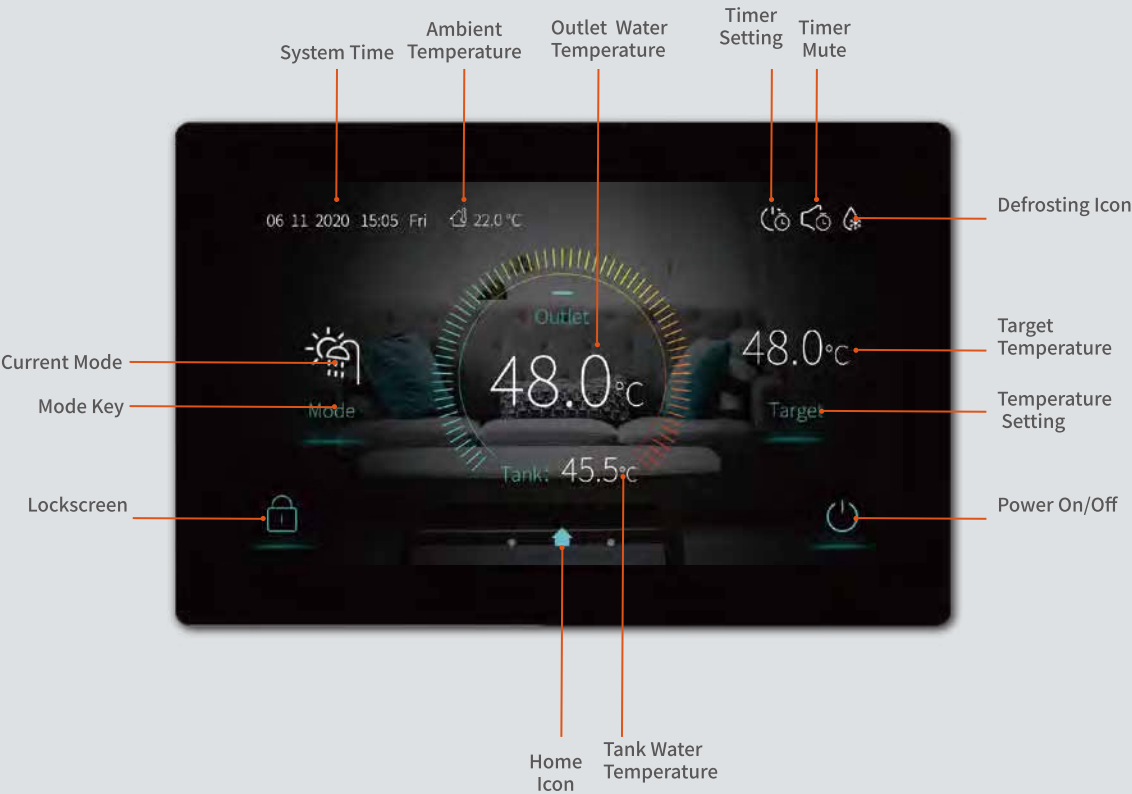 System Time
Ambient
Temperature
Outlet Water
Temperature
Timer
Setting
Timer
Mute
06 11 2020 15:05 Fri
22.0 °C
Defrosting Icon
Outlet
48.0°C
48.0°C
Target
Temperature
Current Mode
Mode Key
Mode
Target
Temperature
Setting
Tank: 45.5°C
Lockscreen
Power On/Off
Home
Icon
Tank Water
Temperature